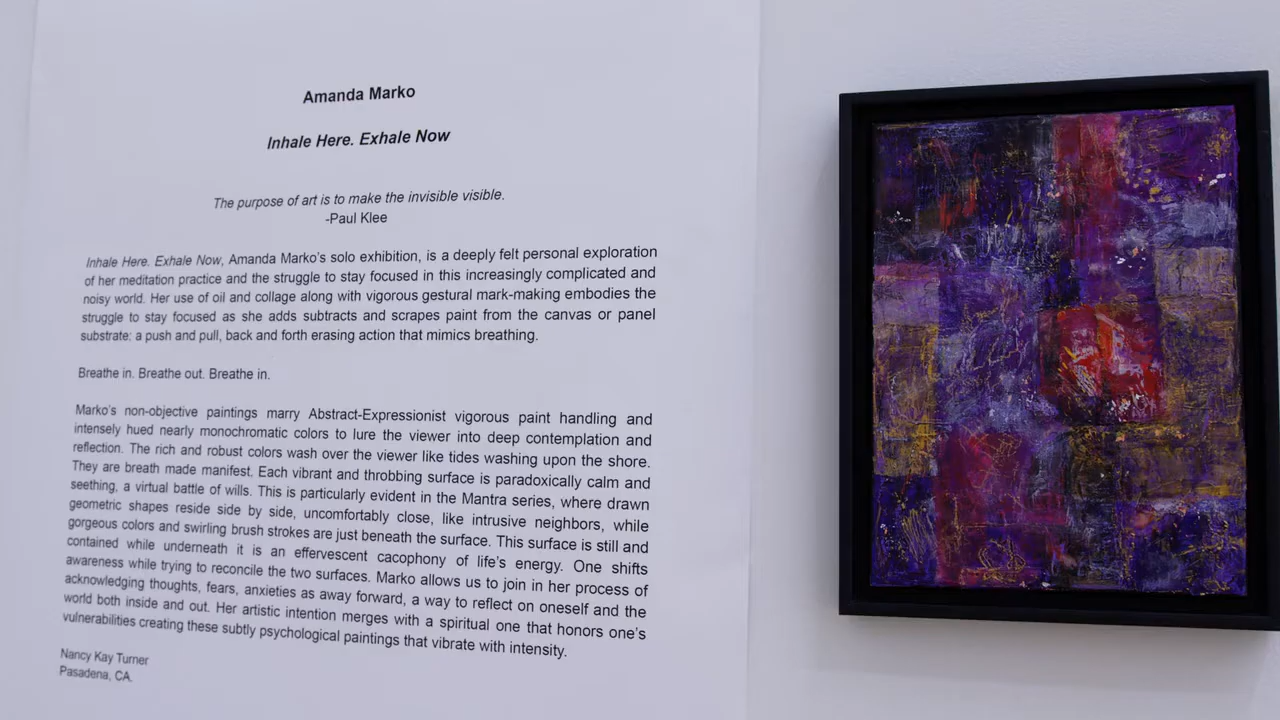 Amanda Marko
Inhale Here. Exhale Now
The purpose of art is to make the invisible visible.
-Paul Klee
Inhale Here. Exhale Now, Amanda Marko's solo exhibition, is a deeply felt personal exploration
of her meditation practice and the struggle to stay focused in this increasingly complicated and
noisy world. Her use of oil and collage along with vigorous gestural mark-making embodies the
struggle to stay focused as she adds subtracts and scrapes paint from the canvas or panel
substrate: a push and pull, back and forth erasing action that mimics breathing.
Breathe in. Breathe out. Breathe in.
Marko's non-objective paintings marry Abstract-Expressionist vigorous paint handling and
intensely hued nearly monochromatic colors to lure the viewer into deep contemplation and
reflection. The rich and robust colors wash over the viewer like tides washing upon the shore.
They are breath made manifest. Each vibrant and throbbing surface is paradoxically calm and
seething, a virtual battle of wills. This is particularly evident in the Mantra series, where drawn
geometric shapes reside side by side, uncomfortably close, like intrusive neighbors, while
gorgeous colors and swirling brush strokes are just beneath the surface. This surface is still and
contained while underneath it is an effervescent cacophony of life's energy. One shifts
awareness while trying to reconcile the two surfaces. Marko allows us to join in her process of
acknowledging thoughts, fears, anxieties as away forward, a way to reflect on oneself and the
world both inside and out. Her artistic intention merges with a spiritual one that honors one's
vulnerabilities creating these subtly psychological paintings that vibrate with intensity.
Nancy Kay Turner
Pasadena, CA.